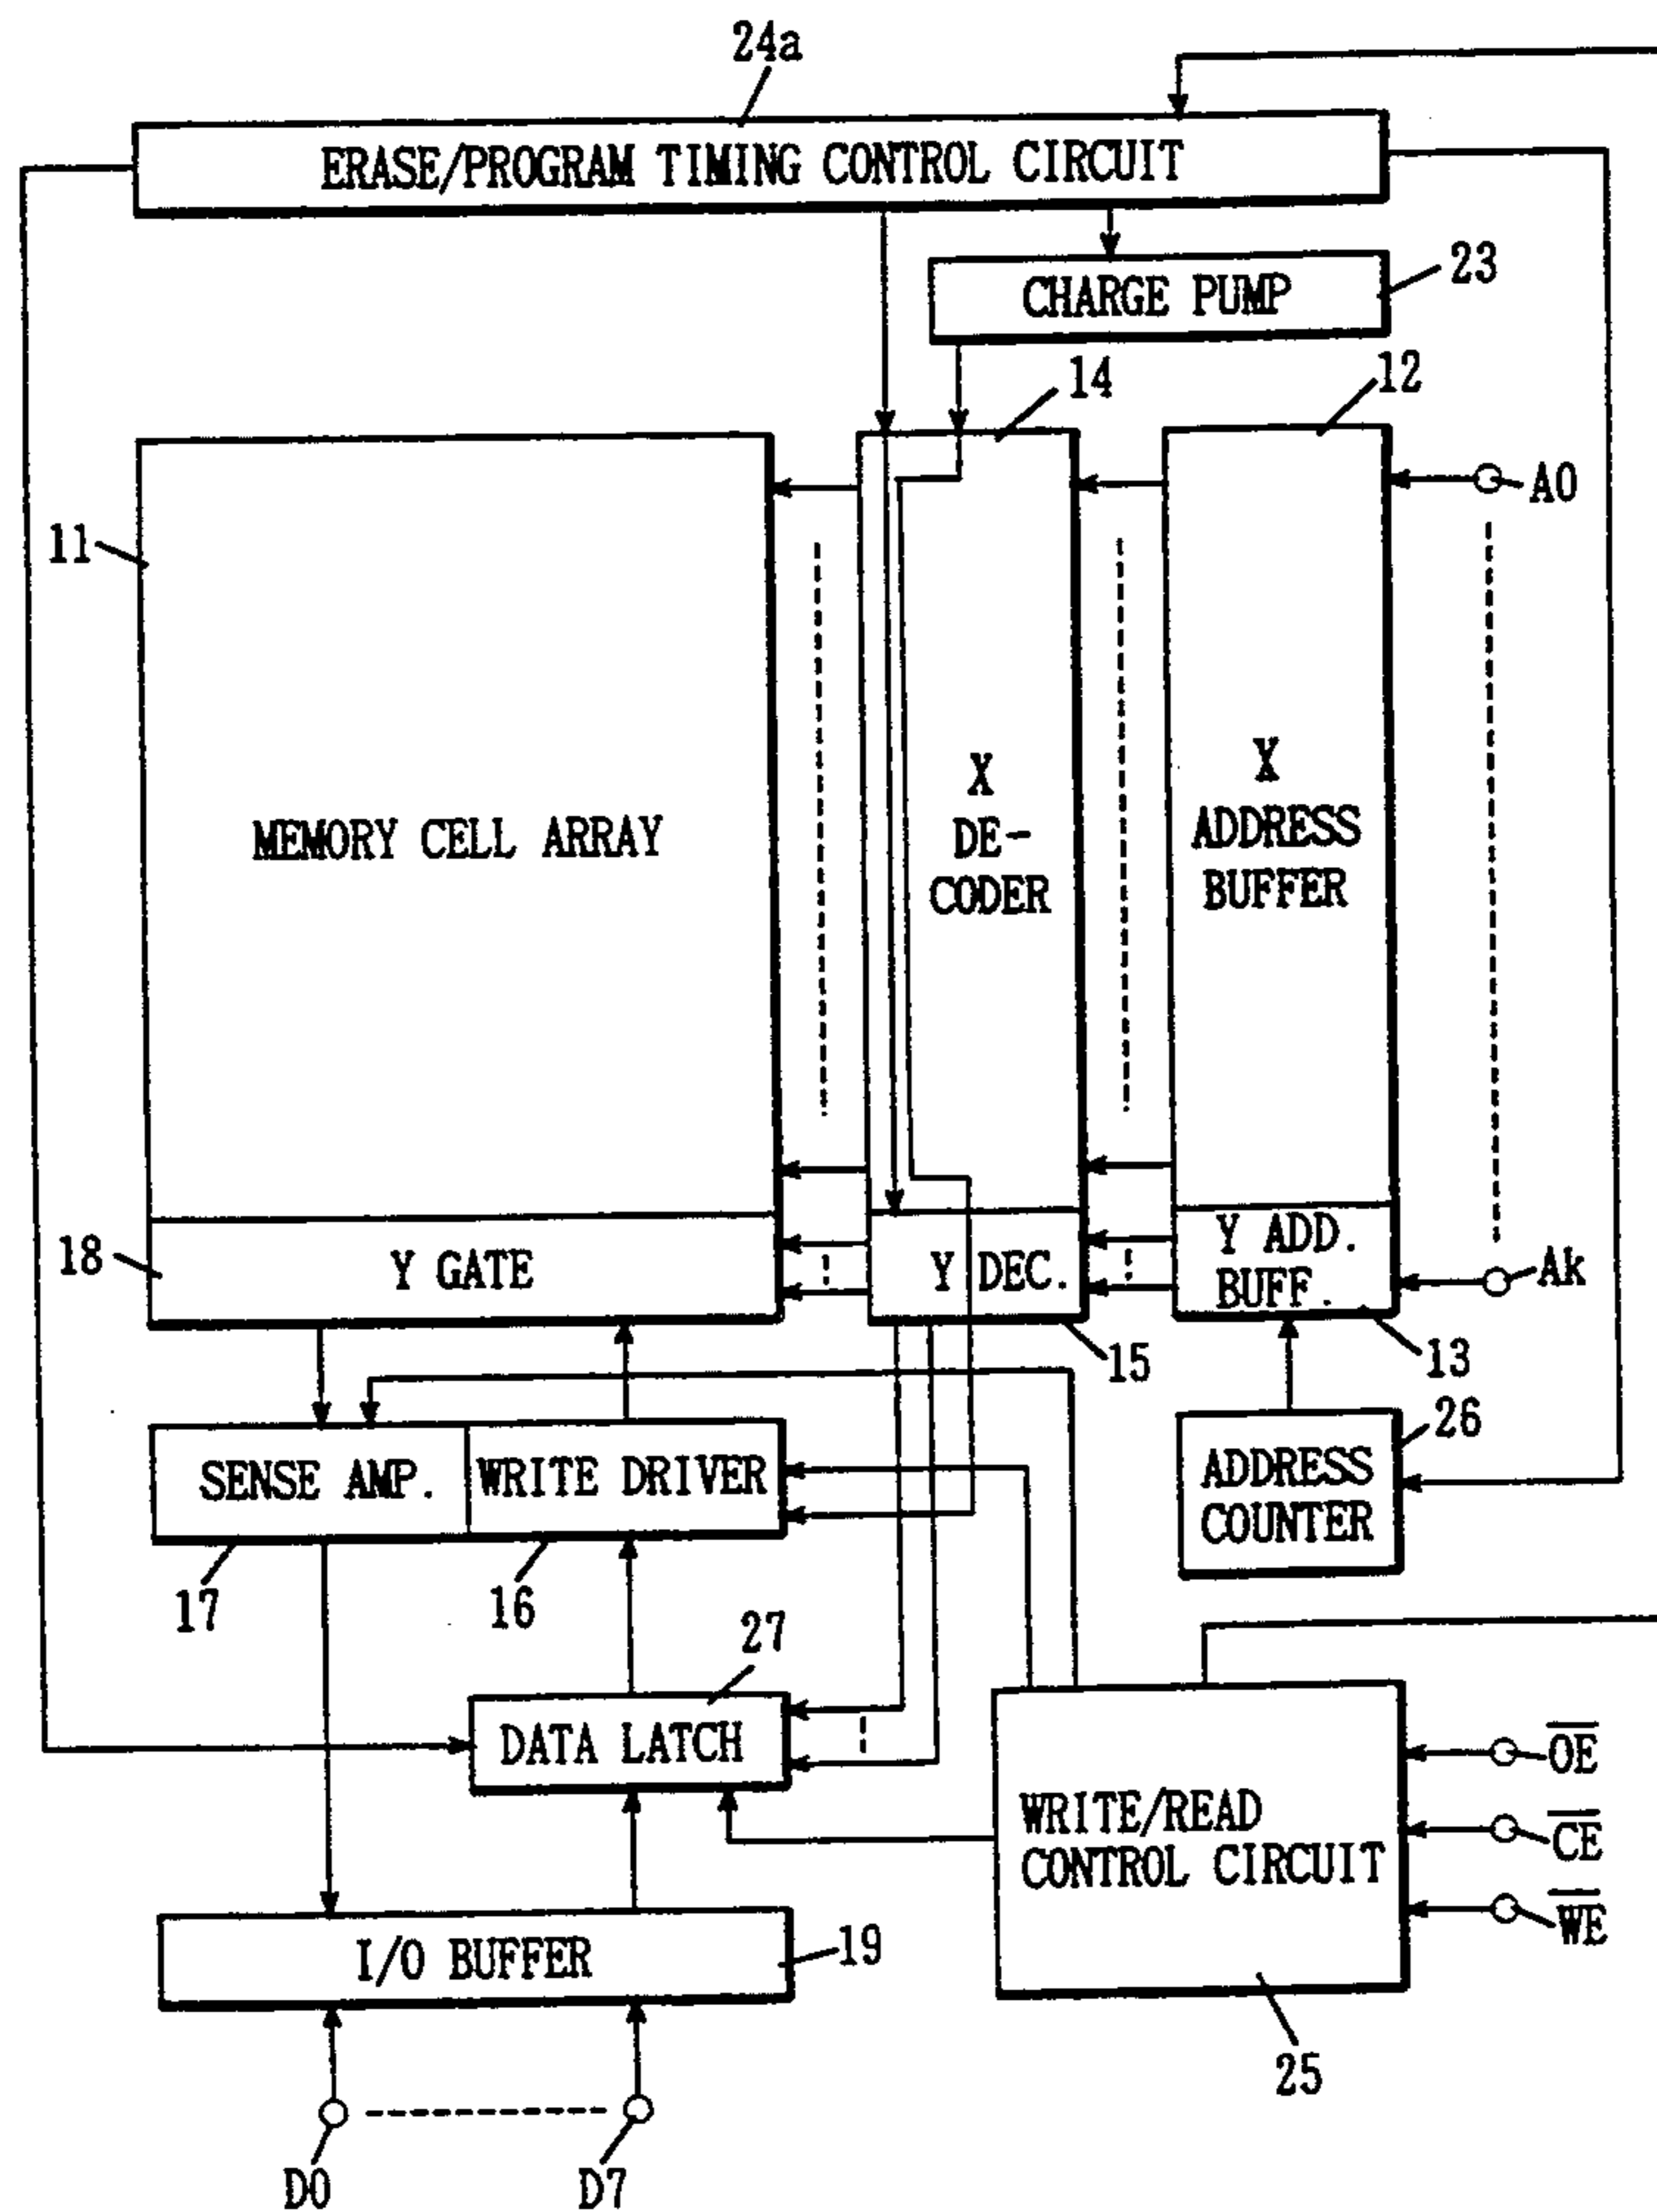 24a
ERASE/PROGRAM TIMING CONTROL CIRCUIT
CHARGE PUMP
23
14
12
A0
11
MEMORY CELL ARRAY
X
DE-
CODER
X
ADDRESS
BUFFER
18
Y GATE
Y DEC.
Y ADD.
BUFF.
Ak
15
13
SENSE AMP.
WRITE DRIVER
ADDRESS
COUNTER
26
17
16
27
DATA LATCH
WRITE/READ
CONTROL CIRCUIT
OE
CE
WE
I/O BUFFER
19
25
D0
D7